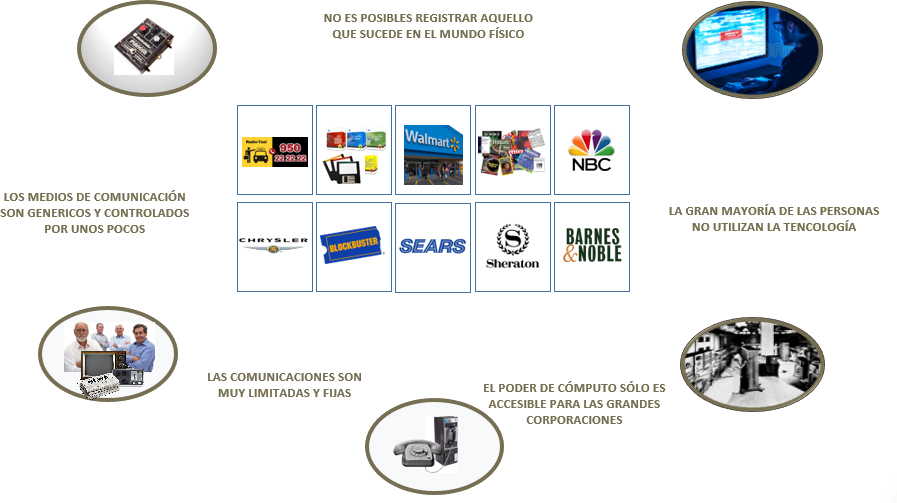 NO ES POSIBLES REGISTRAR AQUELLO
QUE SUCEDE EN EL MUNDO FÍSICO
Radio Taxi
950
22 22 22
Walmart
NBC
LOS MEDIOS DE COMUNICACIÓN
SON GENERICOS Y CONTROLADOS
POR UNOS POCOS
LA GRAN MAYORÍA DE LAS PERSONAS
NO UTILIZAN LA TENCOLOGÍA
CHRYSLER
BLOCKBUSTER
SEARS
S
Sheraton
BARNES
&NOBLE
LAS COMUNICACIONES SON
MUY LIMITADAS Y FIJAS
EL PODER DE CÓMPUTO SÓLO ES
ACCESIBLE PARA LAS GRANDES
CORPORACIONES